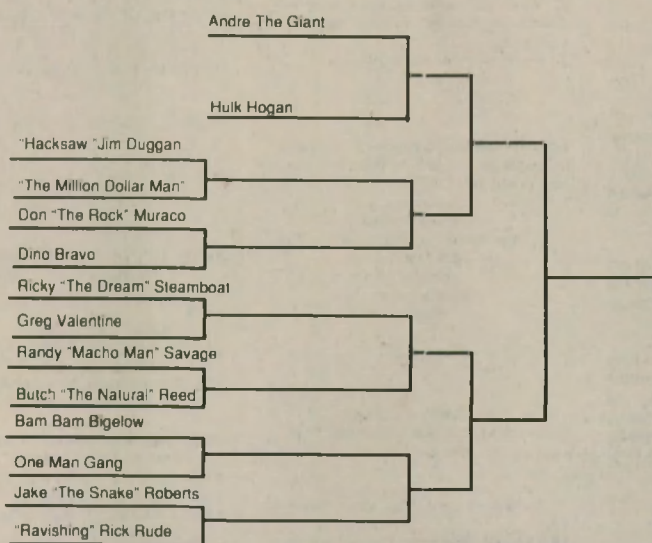 Andre The Giant
Hulk Hogan
"Hacksaw "Jim Duggan
"The Million Dollar Man"
Don "The Rock" Muraco
Dino Bravo
Ricky "The Dream" Steamboat
Greg Valentine
Randy "Macho Man" Savage
Butch "The Natural" Reed
Bam Bam Bigelow
One Man Gang
Jake "The Snake" Roberts
"Ravishing" Rick Rude